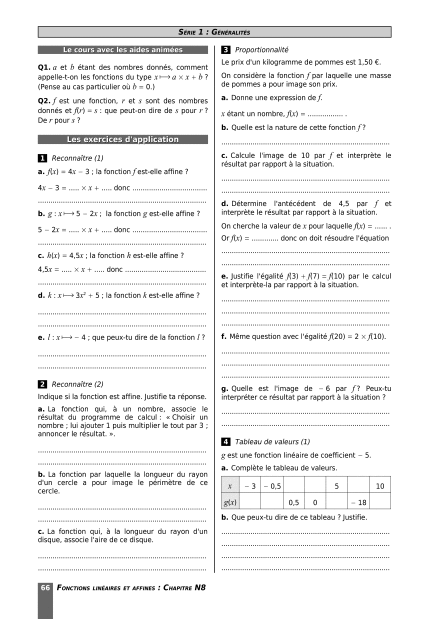 SÉRIE 1 : GÉNÉRALITÉS
Le cours avec les aides animées
Q1. a et b étant des nombres donnés, comment
appelle-t-on les fonctions du type x ⟼ a × x + b ?
(Pense au cas particulier où b = 0.)
Q2. f est une fonction, r et s sont des nombres
donnés et f(r) = s : que peut-on dire de s pour r ?
De r pour s ?
Les exercices d'application
1 Reconnaître (1)
a. f(x) = 4x − 3 ; la fonction f est-elle affine ?
4x − 3 = ..... × x + ..... donc ....................................
................................................................................
b. g : x ⟼ 5 − 2x ; la fonction g est-elle affine ?
5 − 2x = ..... × x + ..... donc ....................................
................................................................................
c. h(x) = 4,5x ; la fonction h est-elle affine ?
4,5x = ..... × x + ..... donc .......................................
................................................................................
d. k : x ⟼ 3x² + 5 ; la fonction k est-elle affine ?
................................................................................
................................................................................
e. l : x ⟼ − 4 ; que peux-tu dire de la fonction l ?
................................................................................
................................................................................
2 Reconnaître (2)
Indique si la fonction est affine. Justifie ta réponse.
a. La fonction qui, à un nombre, associe le
résultat du programme de calcul : « Choisir un
nombre ; lui ajouter 1 puis multiplier le tout par 3 ;
annoncer le résultat. ».
................................................................................
................................................................................
b. La fonction par laquelle la longueur du rayon
d'un cercle a pour image le périmètre de ce
cercle.
................................................................................
................................................................................
c. La fonction qui, à la longueur du rayon d'un
disque, associe l'aire de ce disque.
................................................................................
................................................................................
3 Proportionnalité
Le prix d'un kilogramme de pommes est 1,50 €.
On considère la fonction f par laquelle une masse
de pommes a pour image son prix.
a. Donne une expression de f.
x étant un nombre, f(x) = ................. .
b. Quelle est la nature de cette fonction f ?
................................................................................
c. Calcule l'image de 10 par f et interprète le
résultat par rapport à la situation.
................................................................................
................................................................................
d. Détermine l'antécédent de 4,5 par f et
interprète le résultat par rapport à la situation.
On cherche la valeur de x pour laquelle f(x) = ...... .
Or f(x) = ............. donc on doit résoudre l'équation
................................................................................
................................................................................
e. Justifie l'égalité f(3) + f(7) = f(10) par le calcul
et interprète-la par rapport à la situation.
................................................................................
................................................................................
................................................................................
f. Même question avec l'égalité f(20) = 2 × f(10).
................................................................................
................................................................................
................................................................................
g. Quelle est l'image de − 6 par f ? Peux-tu
interpréter ce résultat par rapport à la situation ?
................................................................................
................................................................................
4 Tableau de valeurs (1)
g est une fonction linéaire de coefficient − 5.
a. Complète le tableau de valeurs.
x − 3 − 0,5 5 10
g(x) 0,5 0 − 18
b. Que peux-tu dire de ce tableau ? Justifie.
................................................................................
................................................................................
................................................................................
................................................................................
66 FONCTIONS LINÉAIRES ET AFFINES : CHAPITRE N8